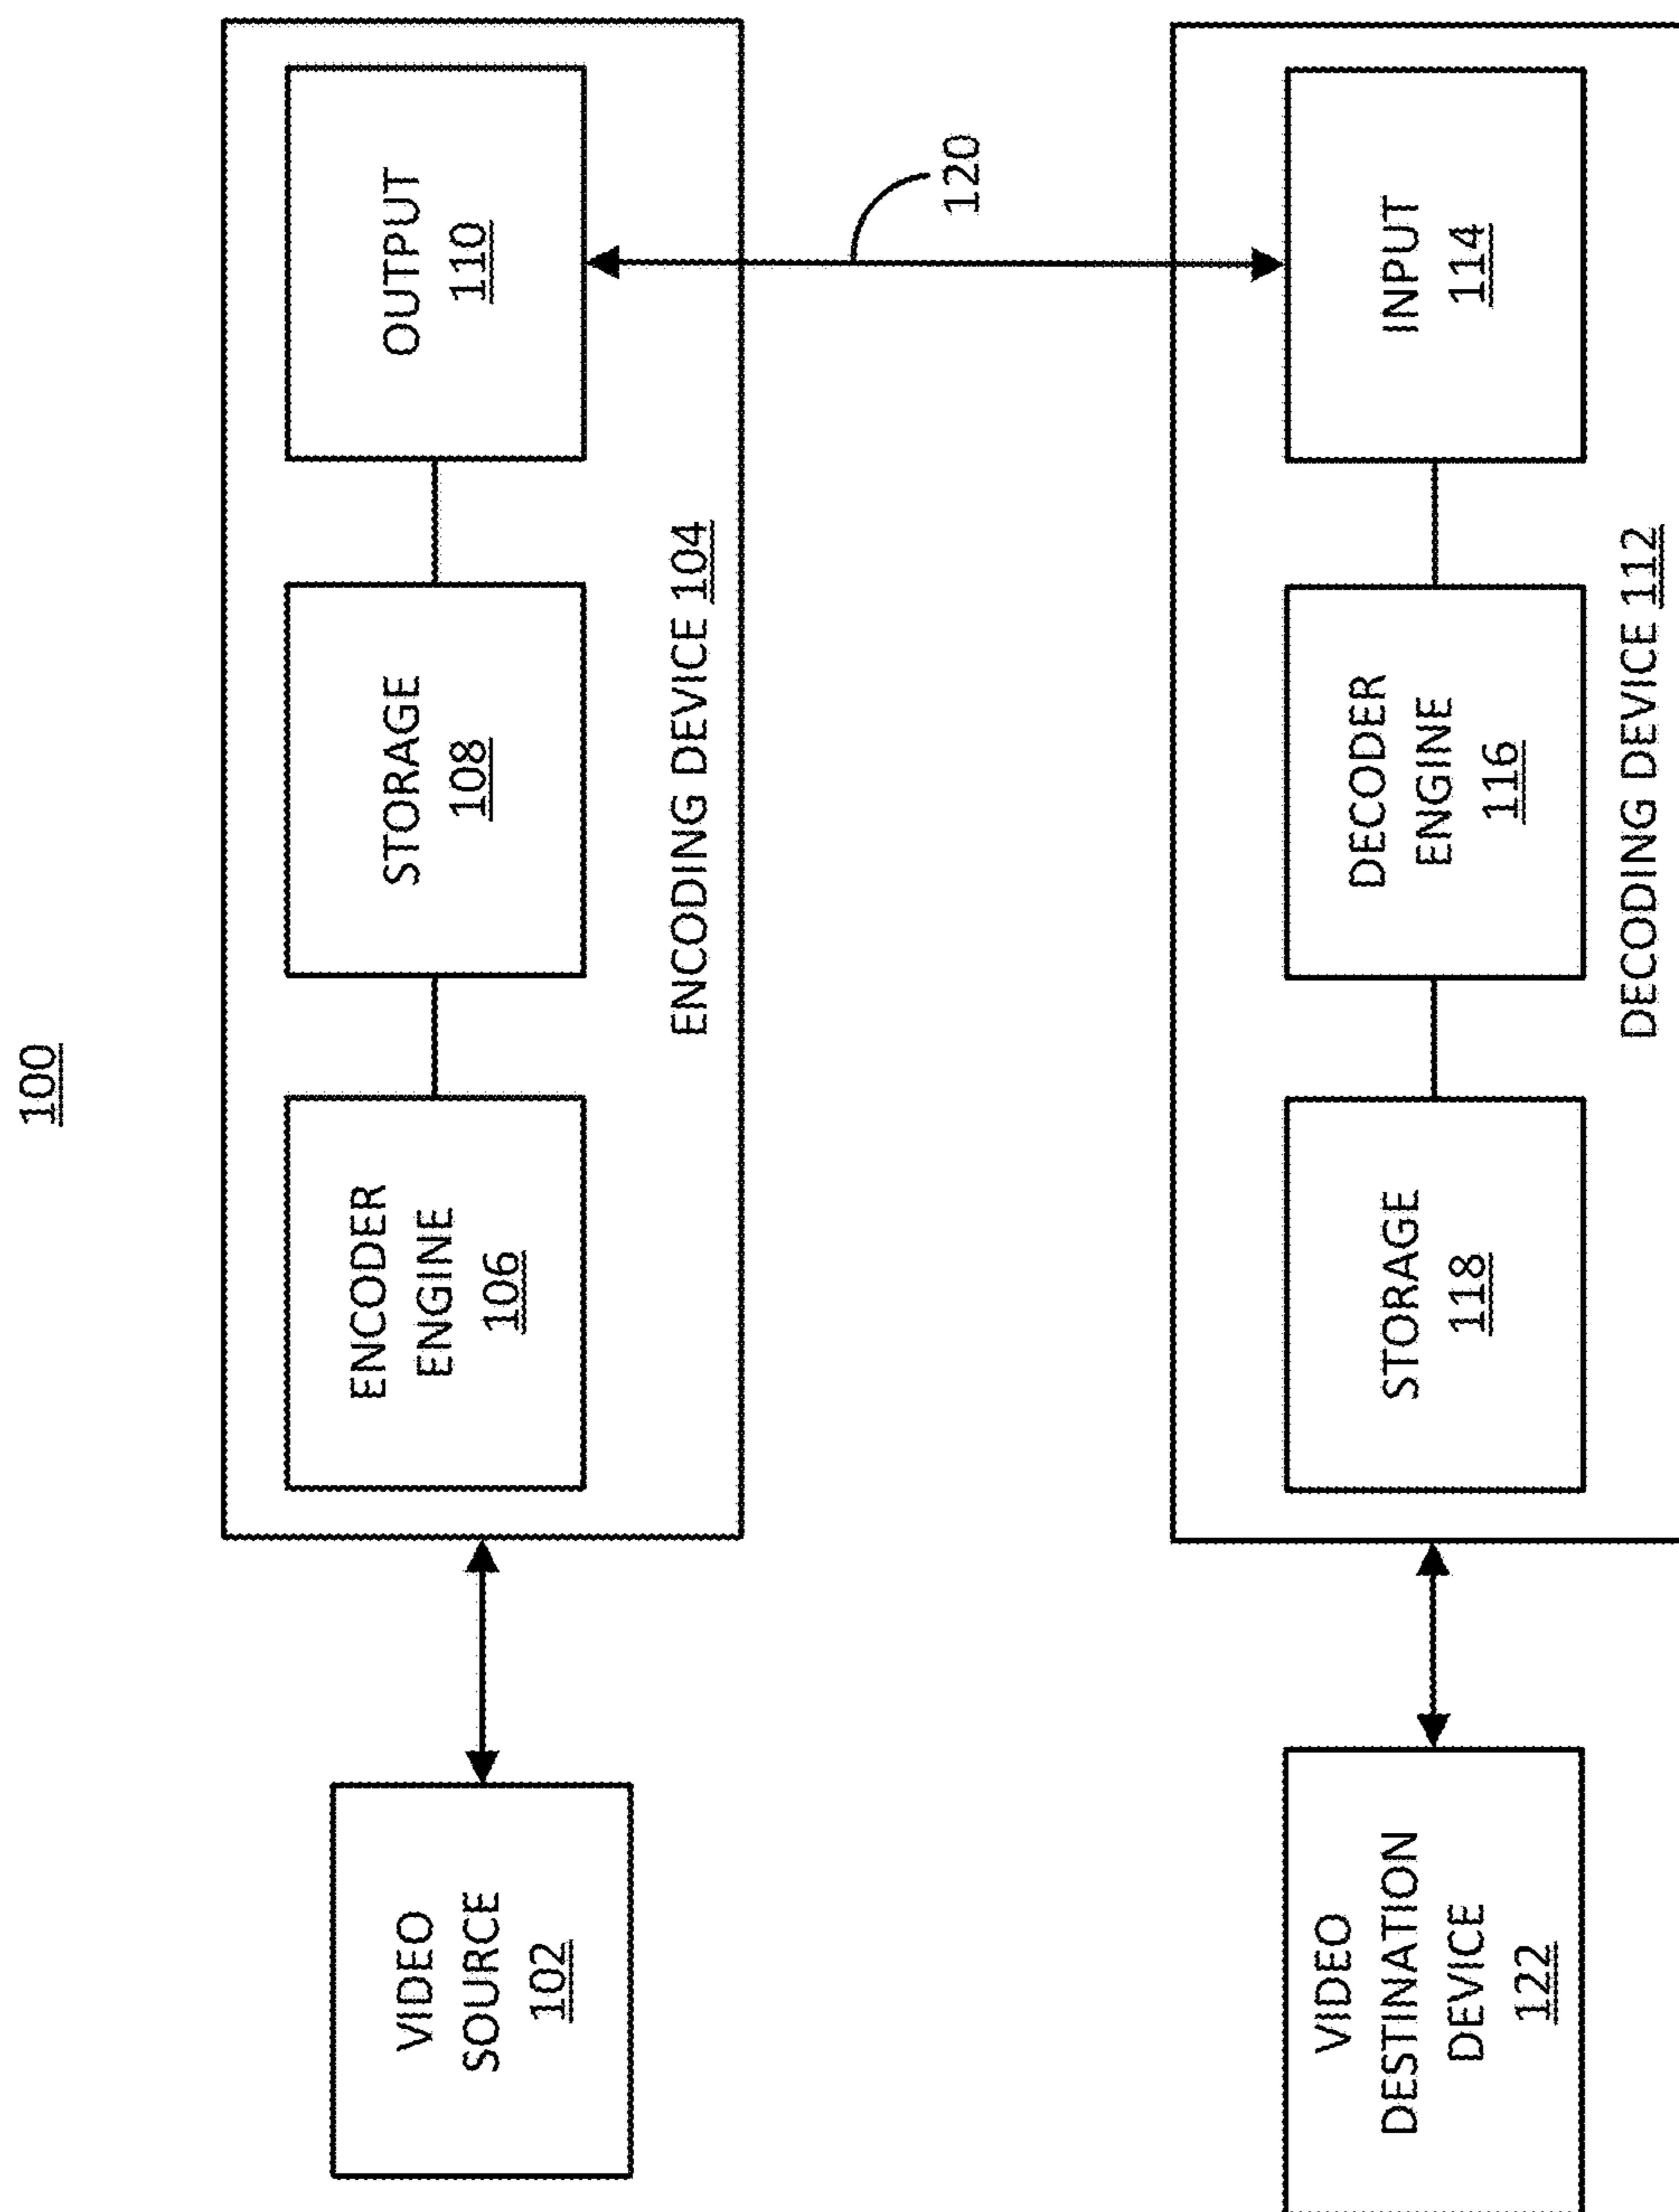 100
VIDEO
SOURCE
102
ENCODER
ENGINE
106
STORAGE
108
OUTPUT
110
ENCODING DEVICE 104
120
VIDEO
DESTINATION
DEVICE
122
STORAGE
118
DECODER
ENGINE
116
INPUT
114
DECODING DEVICE 112